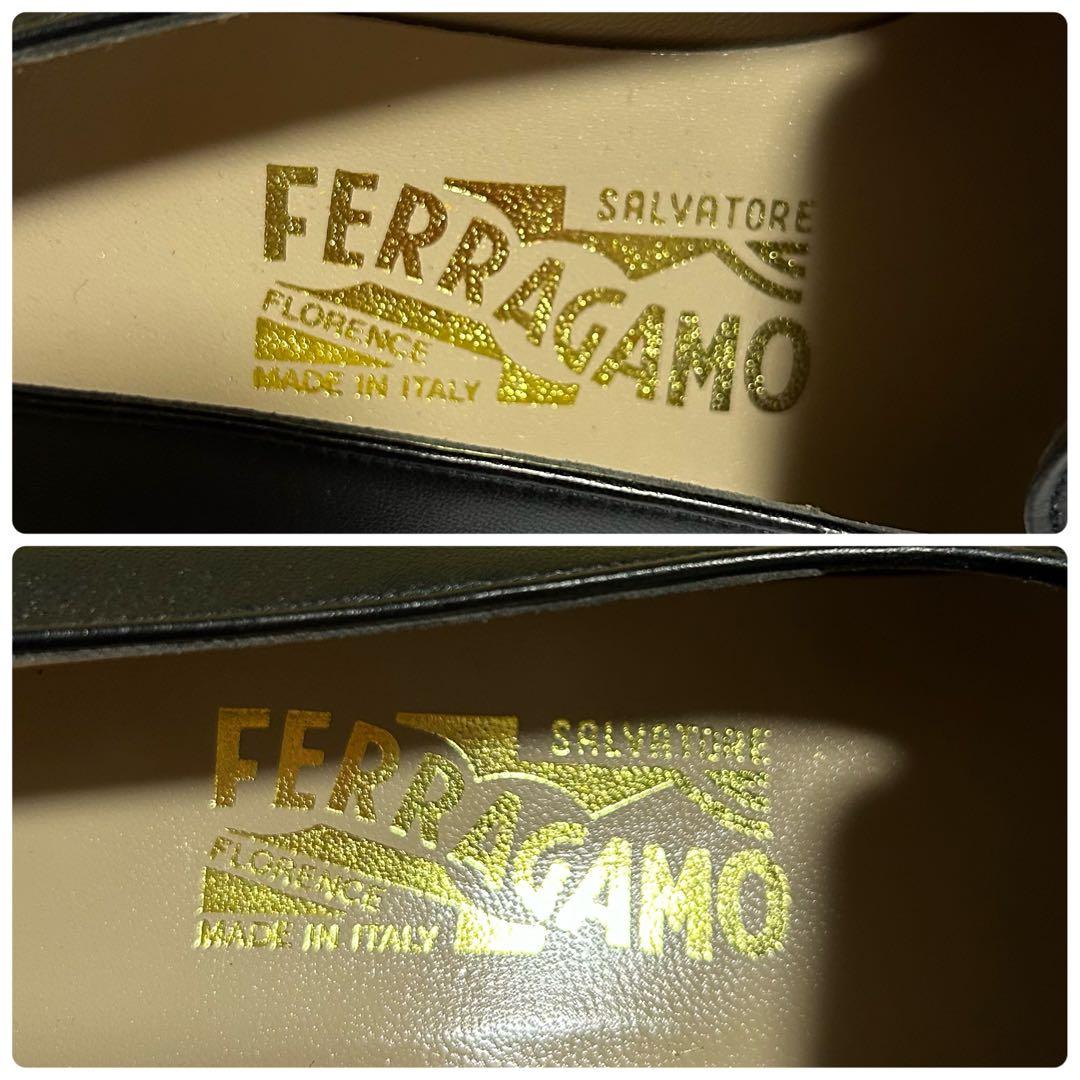 SALVATORE
FERRAGAMO
FLORENCE
MADE IN ITALY
SALVATORE
FERRAGAMO
FLORENCE
MADE IN ITALY